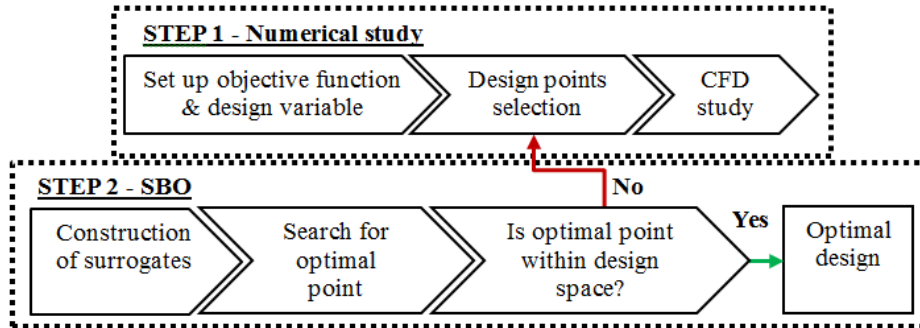 STEP 1 - Numerical study
Set up objective function
& design variable
Design points
selection
CFD
study
STEP 2 - SBO
No
Construction
of surrogates
Search for
optimal
point
Is optimal point
within design
space?
Yes
Optimal
design